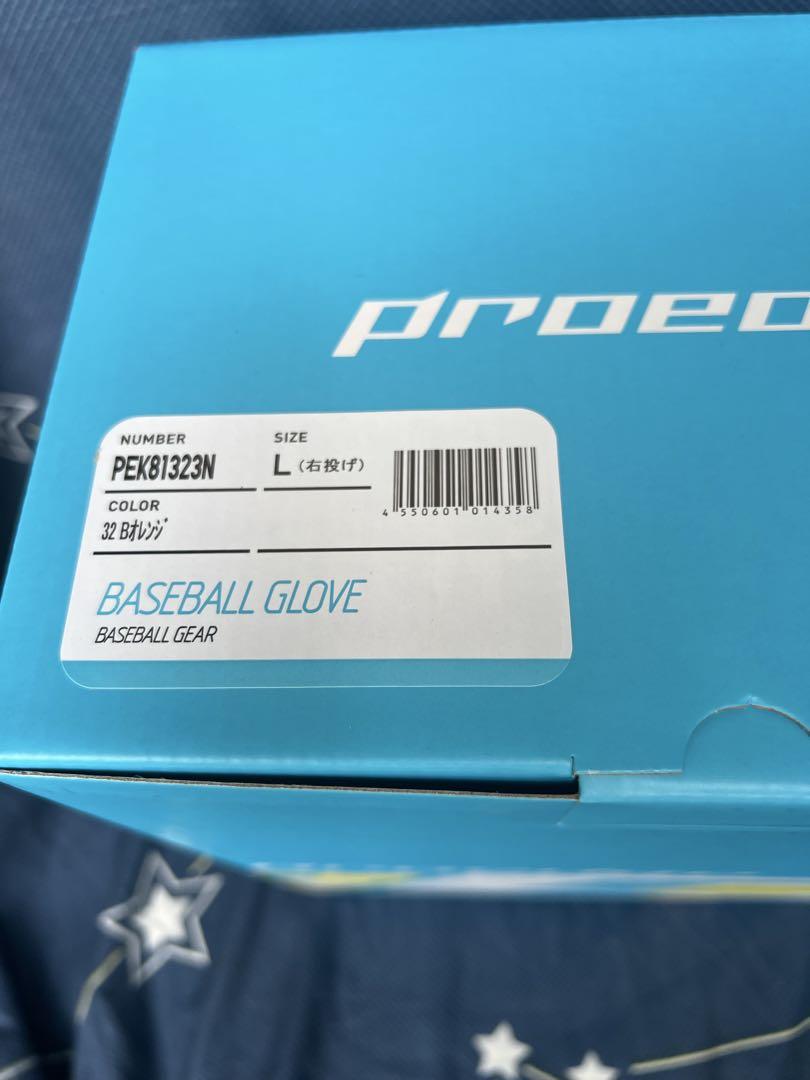 proed
NUMBER
PEK81323N
SIZE
L（右投げ）
4 550601 014358
COLOR
32 Bオレンジ
BASEBALL GLOVE
BASEBALL GEAR